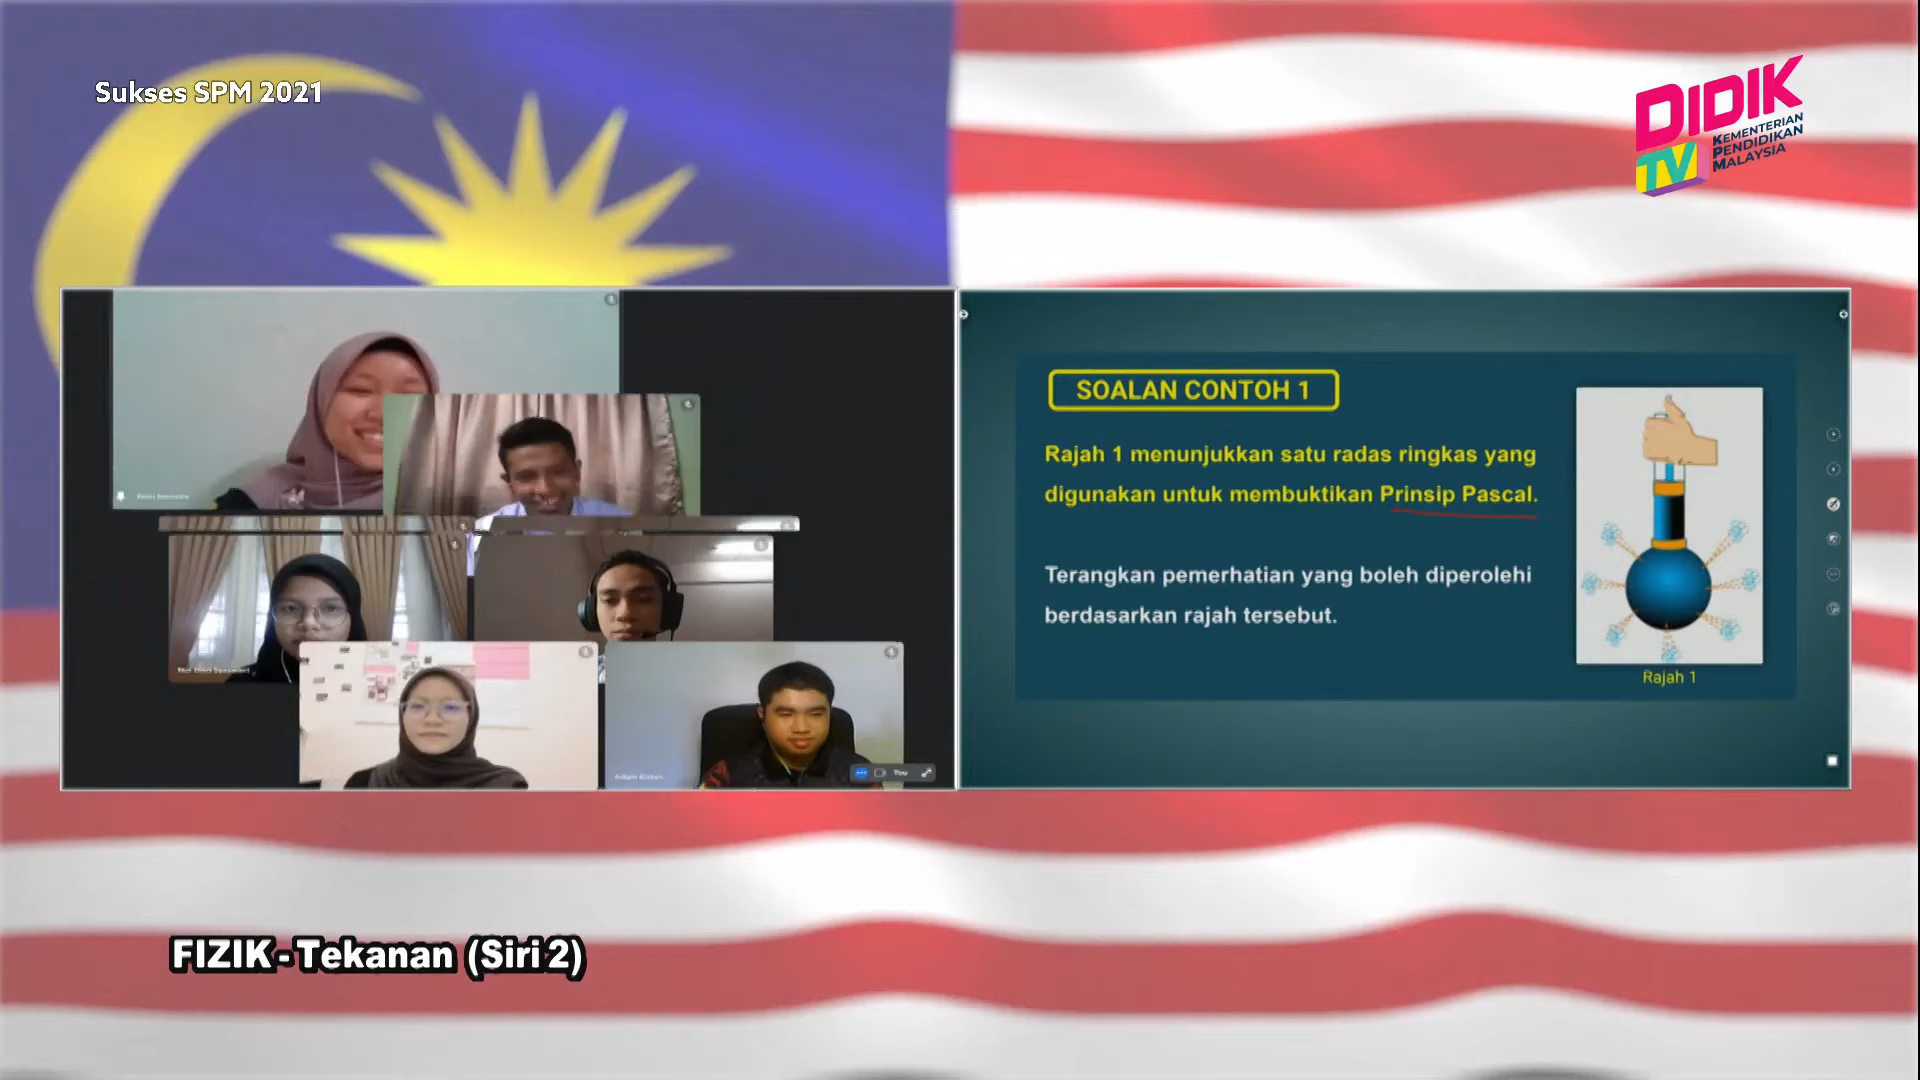 Sukses SPM 2021
DIDIK
TV
KEMENTERIAN
PENDIDIKAN
MALAYSIA
SOALAN CONTOH 1
Rajah 1 menunjukkan satu radas ringkas yang
digunakan untuk membuktikan Prinsip Pascal.
Terangkan pemerhatian yang boleh diperolehi
berdasarkan rajah tersebut.
Rajah 1
You
FIZIK - Tekanan (Siri 2)